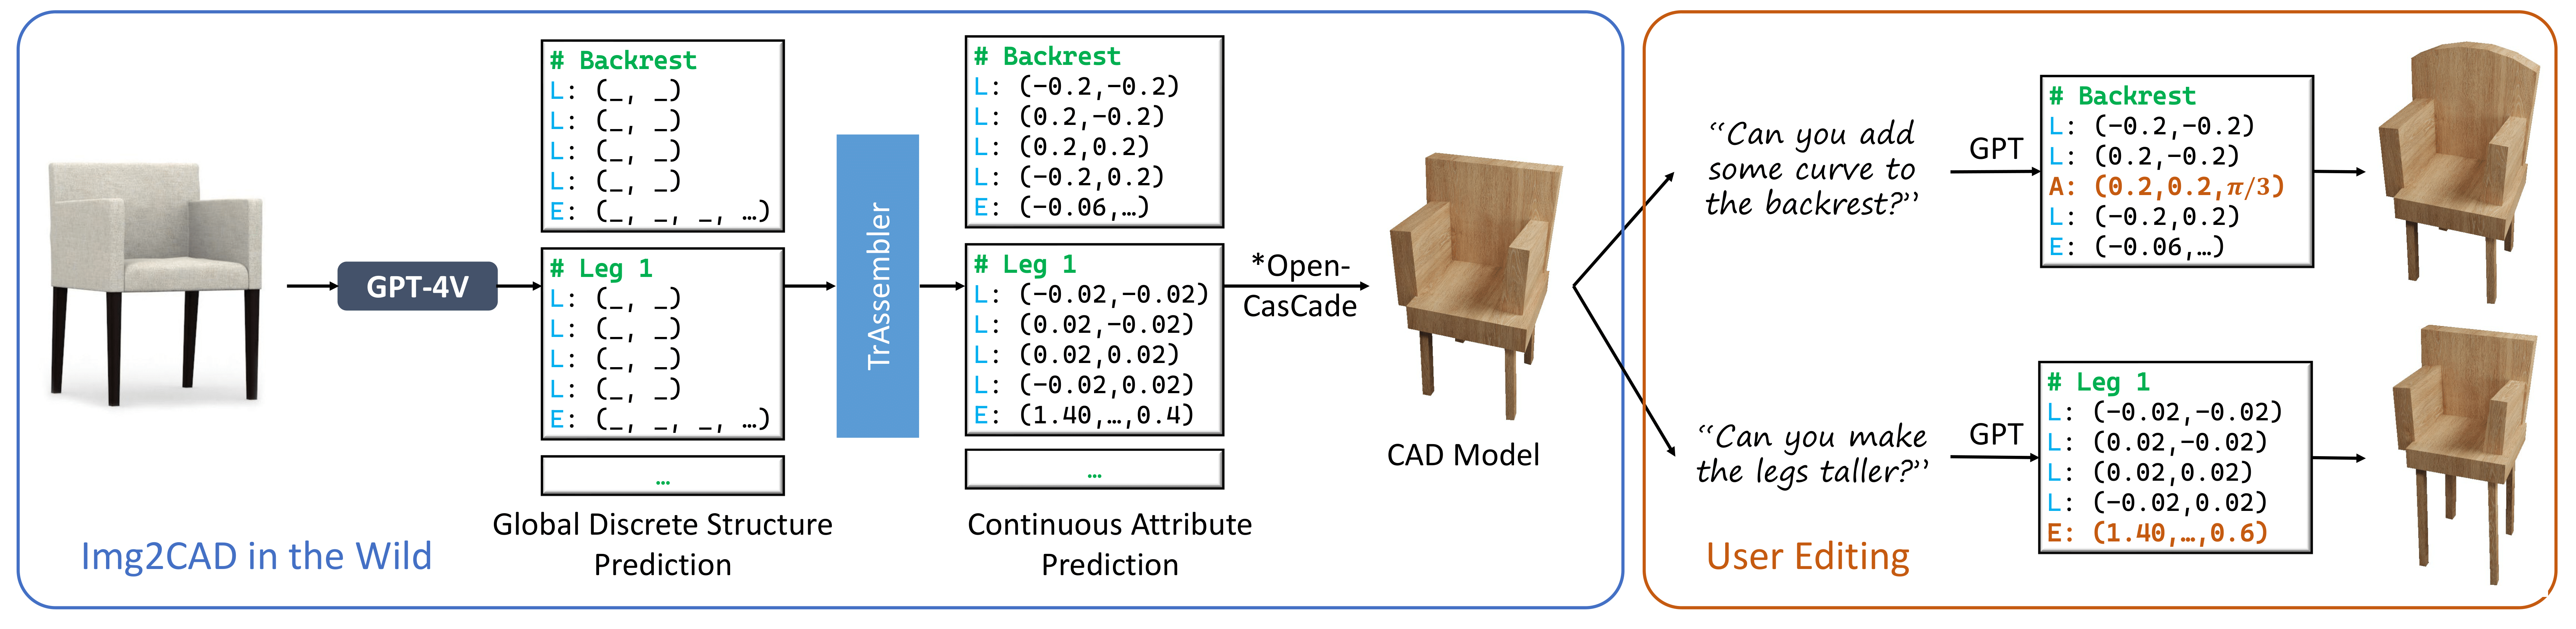 # Backrest
L: (_, _)
L: (_, _)
L: (_, _)
L: (_, _)
E: (_, _, _, …)
# Leg 1
L: (_, _)
L: (_, _)
L: (_, _)
L: (_, _)
E: (_, _, _, …)
…
Global Discrete Structure
Prediction
GPT-4V
Img2CAD in the Wild
TrAssembler
# Backrest
L: (-0.2,-0.2)
L: (0.2,-0.2)
L: (0.2,0.2)
L: (-0.2,0.2)
E: (-0.06,…)
# Leg 1
L: (-0.02,-0.02)
L: (0.02,-0.02)
L: (0.02,0.02)
L: (-0.02,0.02)
E: (1.40,…,0.4)
…
Continuous Attribute
Prediction
*Open-
CasCade
CAD Model
“Can you add
some curve to
the backrest?”
GPT
# Backrest
L: (-0.2,-0.2)
L: (0.2,-0.2)
A: (0.2,0.2,π/3)
L: (-0.2,0.2)
E: (-0.06,…)
“Can you make
the legs taller?”
GPT
# Leg 1
L: (-0.02,-0.02)
L: (0.02,-0.02)
L: (0.02,0.02)
L: (-0.02,0.02)
E: (1.40,…,0.6)
User Editing